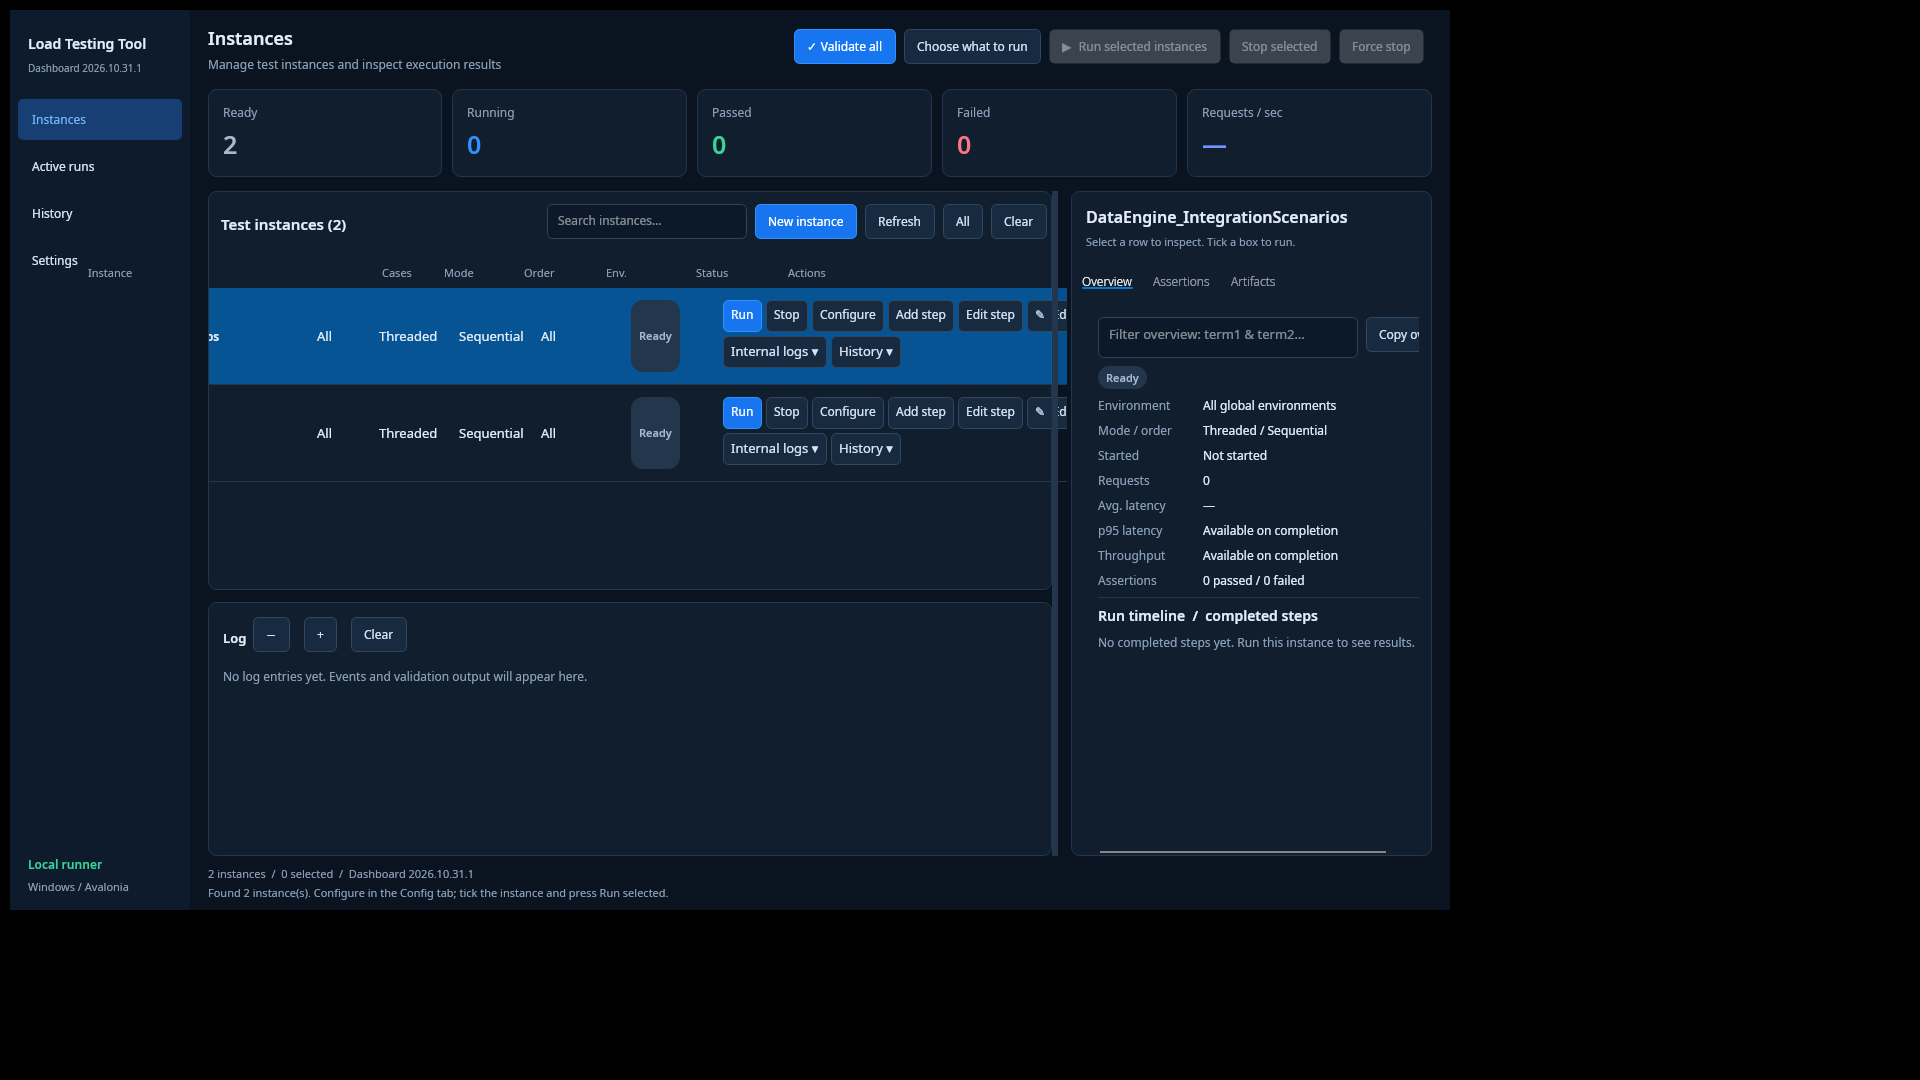 Load Testing Tool
Dashboard 2026.10.31.1
Instances
Active runs
History
Settings
Local runner
Windows / Avalonia
Instances
Manage test instances and inspect execution results
✓ Validate all
Choose what to run
▶ Run selected instances
Stop selected
Force stop
Ready
2
Running
0
Passed
0
Failed
0
Requests / sec
—
Test instances (2)
Search instances...
New instance
Refresh
All
Clear
Instance Cases Mode Order Env. Status Actions
All Threaded Sequential All Ready Run Stop Configure Add step Edit step ✎
Internal logs ▾ History ▾
All Threaded Sequential All Ready Run Stop Configure Add step Edit step ✎
Internal logs ▾ History ▾
Log — + Clear
No log entries yet. Events and validation output will appear here.
DataEngine_IntegrationScenarios
Select a row to inspect. Tick a box to run.
Overview Assertions Artifacts
Filter overview: term1 & term2...
Copy
Ready
Environment All global environments
Mode / order Threaded / Sequential
Started Not started
Requests 0
Avg. latency —
p95 latency Available on completion
Throughput Available on completion
Assertions 0 passed / 0 failed
Run timeline / completed steps
No completed steps yet. Run this instance to see results.
2 instances / 0 selected / Dashboard 2026.10.31.1
Found 2 instance(s). Configure in the Config tab; tick the instance and press Run selected.